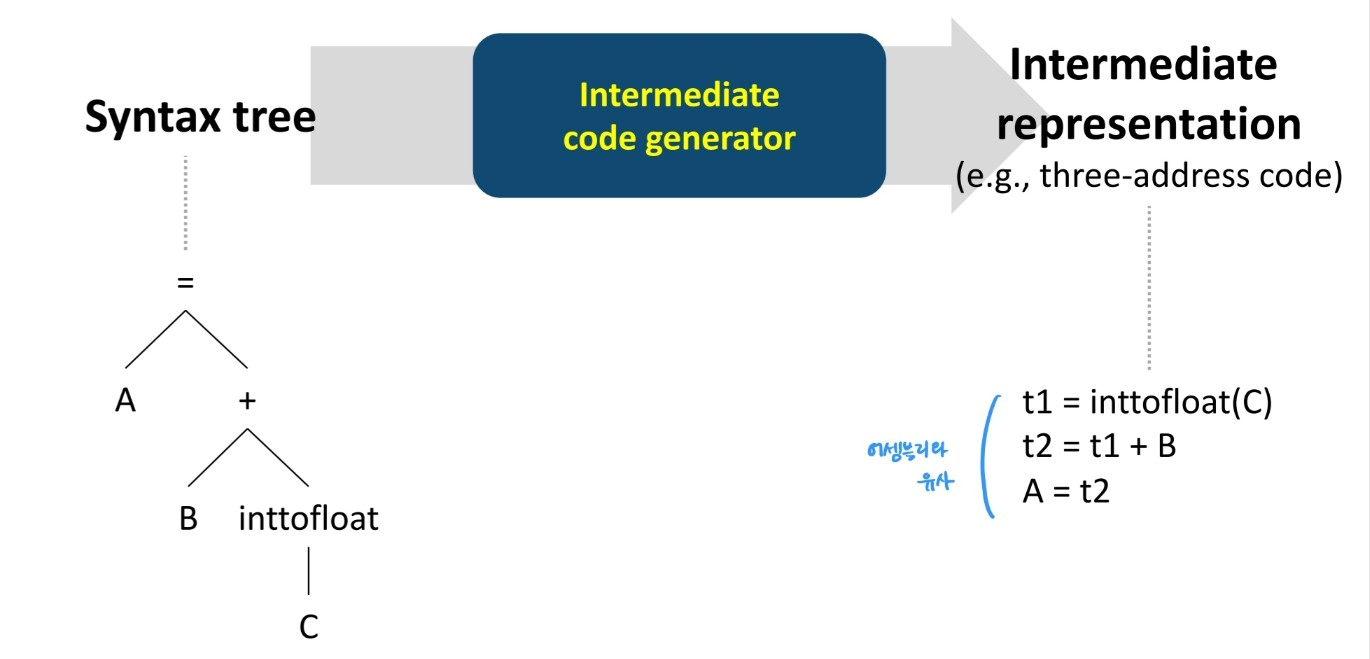 Syntax tree
Intermediate
code generator
Intermediate
representation
(e.g., three-address code)
=
A
+
B inttofloat
C
어셈블리와
유사
t1 = inttofloat(C)
t2 = t1 + B
A = t2